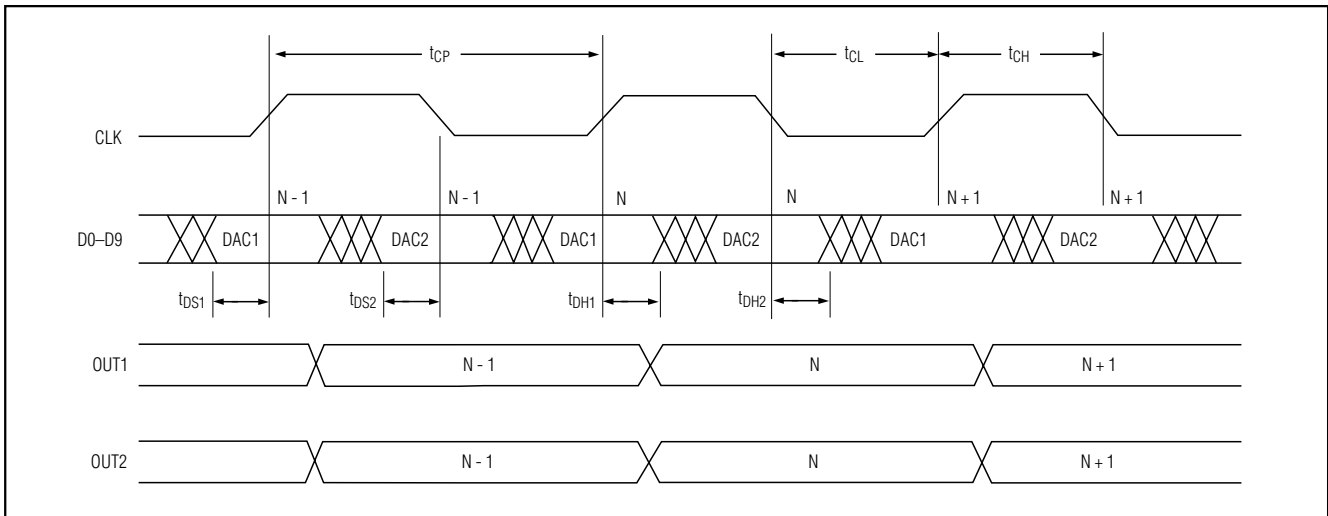 tCP tCL tCH
CLK
N - 1 N - 1 N N N + 1 N + 1
D0–D9 DAC1 DAC2 DAC1 DAC2 DAC1 DAC2
tDS1 tDS2 tDH1 tDH2
OUT1 N - 1 N N + 1
OUT2 N - 1 N N + 1